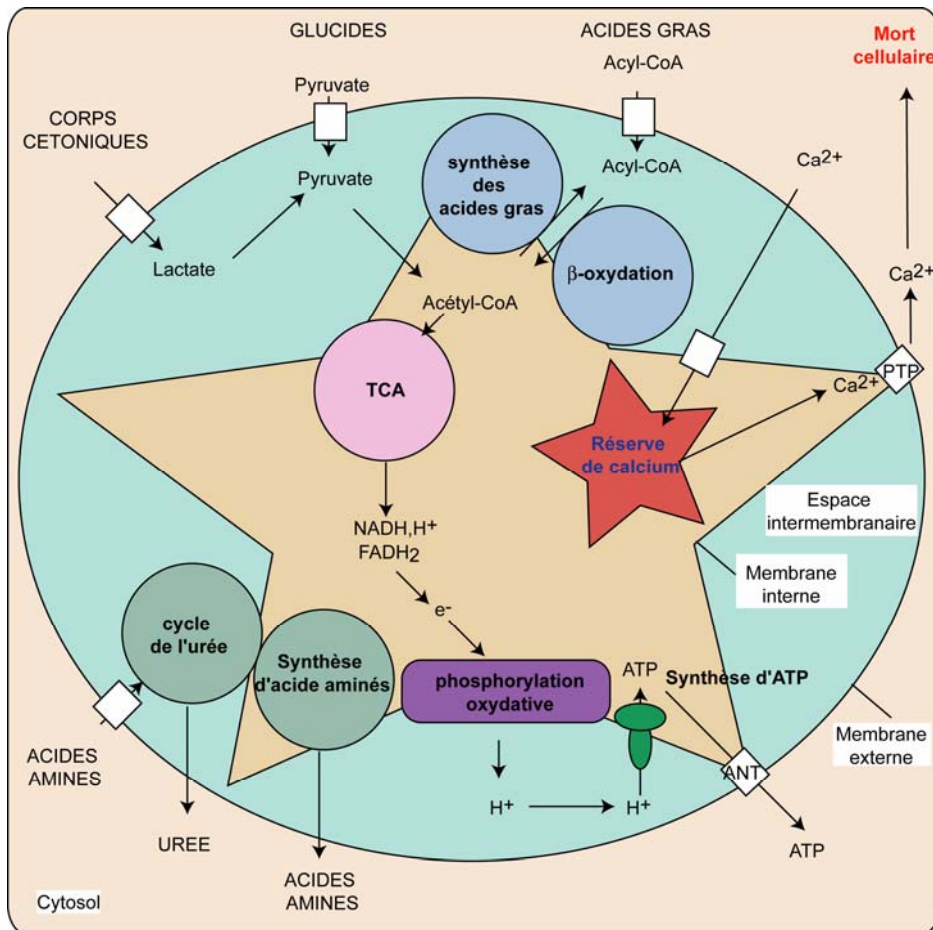 GLUCIDES
ACIDES GRAS
Mort
cellulaire
Acyl-CoA
Pyruvate
CORPS
CETONIQUES
synthèse
des
acides gras
Acyl-CoA
Ca2+
Pyruvate
Lactate
β-oxydation
Ca2+
Acétyl-CoA
TCA
Ca2+
PTP
Réserve
de calcium
Espace
intermembranaire
NADH,H+
FADH2
Membrane
interne
e-
cycle
de l'urée
Synthèse
d'acide aminés
phosphorylation
oxydative
ATP
Synthèse d'ATP
ACIDES
AMINES
Membrane
externe
ANT
H+
H+
UREE
ATP
ACIDES
AMINES
Cytosol